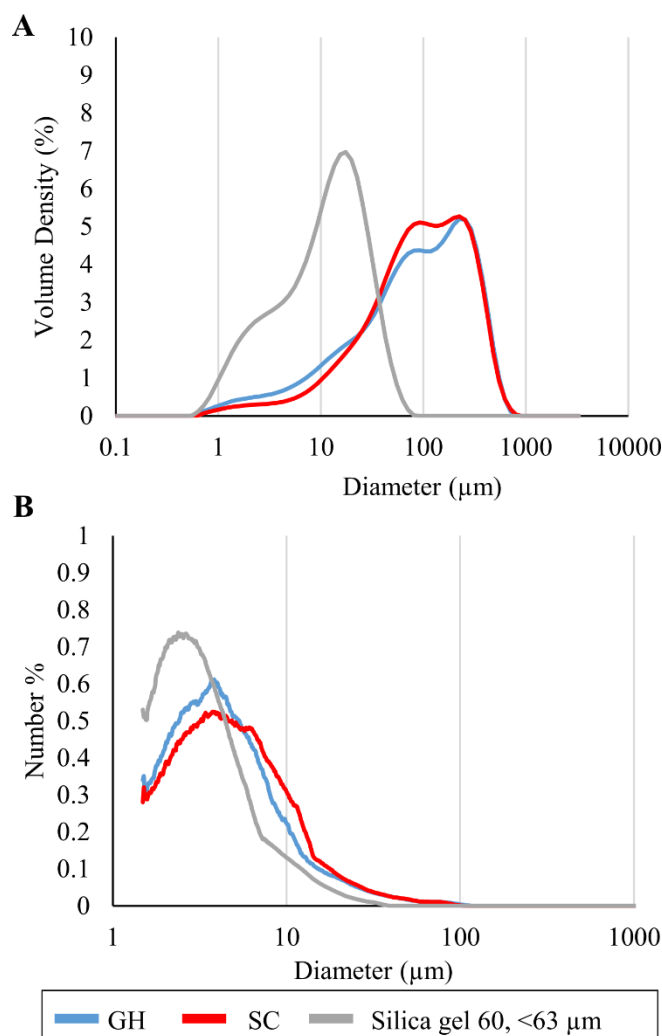 A
10
9
8
7
6
5
4
3
2
1
0
Volume Density (%)
0.1 1 10 100 1000 10000
Diameter (µm)
B
1
0.9
0.8
0.7
0.6
0.5
0.4
0.3
0.2
0.1
0
Number %
1 10 100 1000
Diameter (µm)
GH SC Silica gel 60, <63 µm